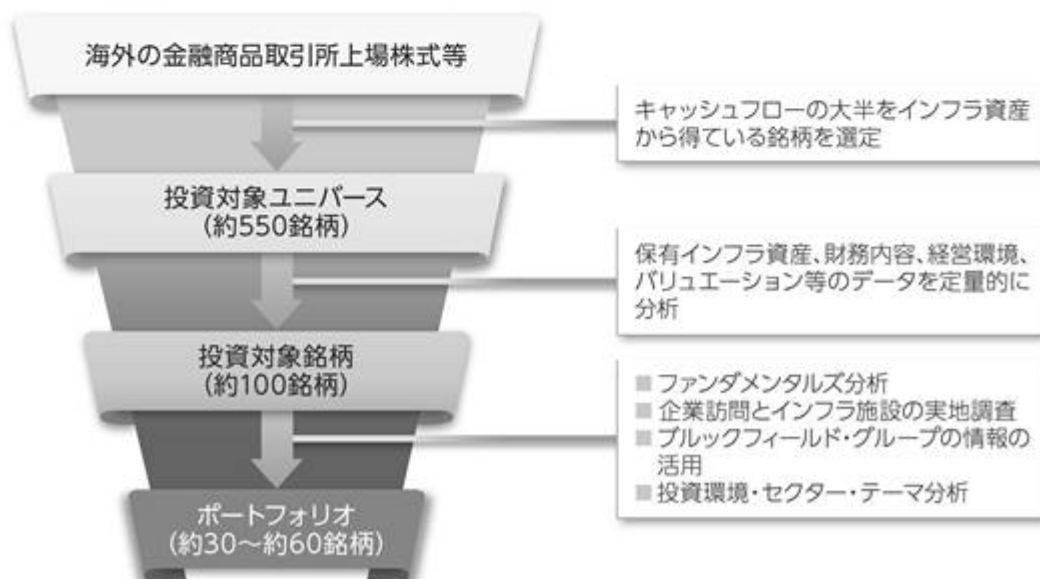 海外の金融商品取引所上場株式等
キャッシュフローの大半をインフラ資産
から得ている銘柄を選定
投資対象ユニバース
(約550銘柄)
保有インフラ資産、財務内容、経営環境、
バリュエーション等のデータを定量的に
分析
投資対象銘柄
(約100銘柄)
■ファンダメンタルズ分析
■企業訪問とインフラ施設の実地調査
■ブルックフィールド・グループの情報の
活用
■投資環境・セクター・テーマ分析
ポートフォリオ
(約30～約60銘柄)